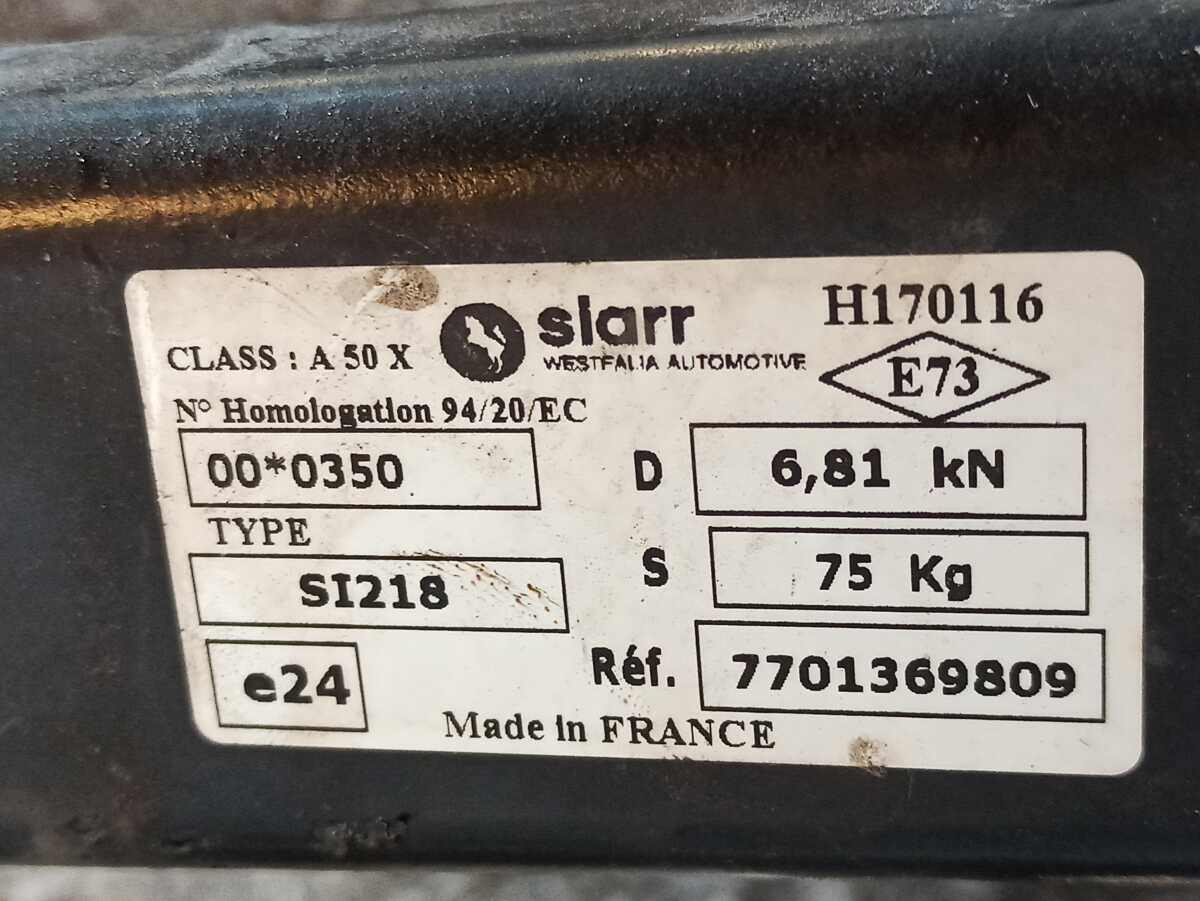 siarr
WESTFALIA AUTOMOTIVE
H170116
CLASS : A 50 X
E73
N° Homologation 94/20/EC
00*0350
D 6,81 kN
TYPE
S 75 Kg
SI218
e24
Réf. 7701369809
Made in FRANCE